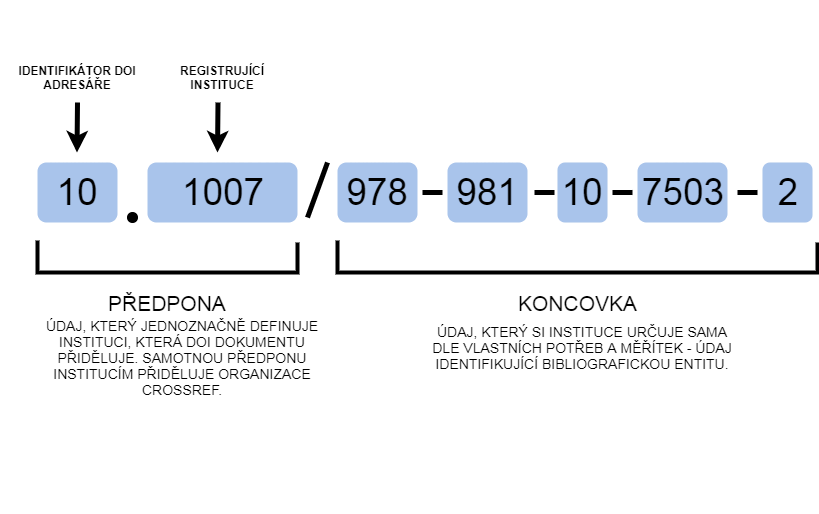 IDENTIFIKÁTOR DOI
ADRESÁŘE
REGISTRUJÍCÍ
INSTITUCE
10 . 1007 / 978 - 981 - 10 - 7503 - 2
PŘEDPONA
ÚDAJ, KTERÝ JEDNOZNAČNĚ DEFINUJE
INSTITUCI, KTERÁ DOI DOKUMENTU
PŘIDĚLUJE. SAMOTNOU PŘEDPONU
INSTITUCÍM PŘIDĚLUJE ORGANIZACE
CROSSREF.
KONCOVKA
ÚDAJ, KTERÝ SI INSTITUCE URČUJE SAMA
DLE VLASTNÍCH POTŘEB A MĚŘÍTEK - ÚDAJ
IDENTIFIKUJÍCÍ BIBLIOGRAFICKOU ENTITU.